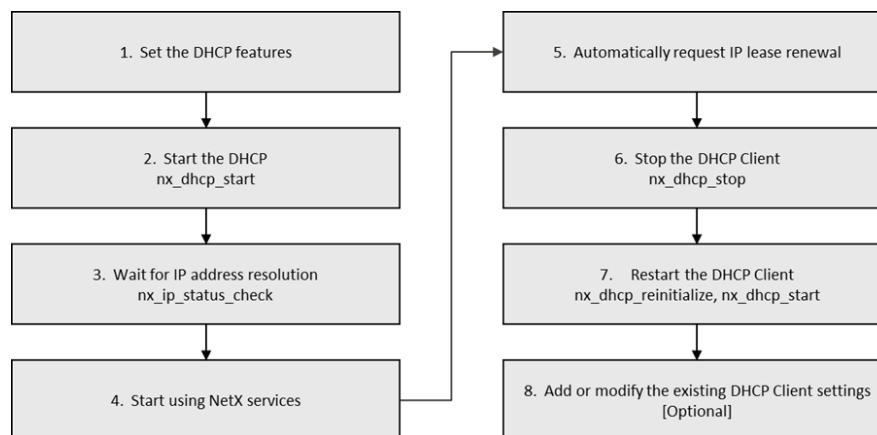 1. Set the DHCP features
2. Start the DHCP
nx_dhcp_start
3. Wait for IP address resolution
nx_ip_status_check
4. Start using NetX services
5. Automatically request IP lease renewal
6. Stop the DHCP Client
nx_dhcp_stop
7. Restart the DHCP Client
nx_dhcp_reinitialize, nx_dhcp_start
8. Add or modify the existing DHCP Client settings
[Optional]